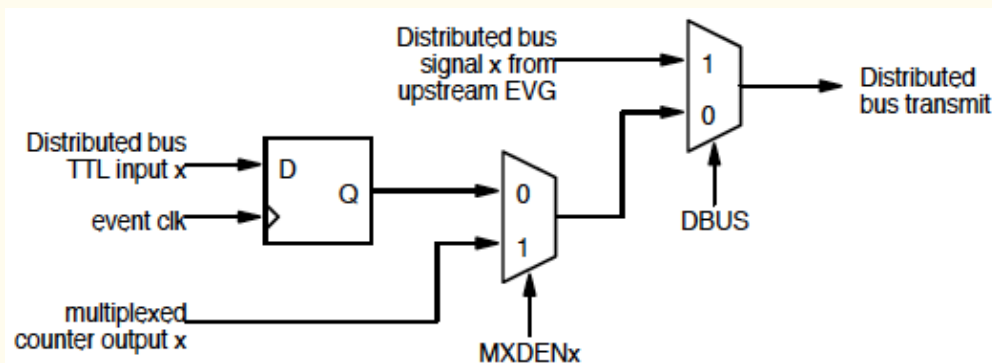 Distributed bus
signal x from
upstream EVG
1
0
Distributed
bus transmit
Distributed bus
TTL input x
D
Q
event clk
0
1
DBUS
multiplexed
counter output x
MXDENx